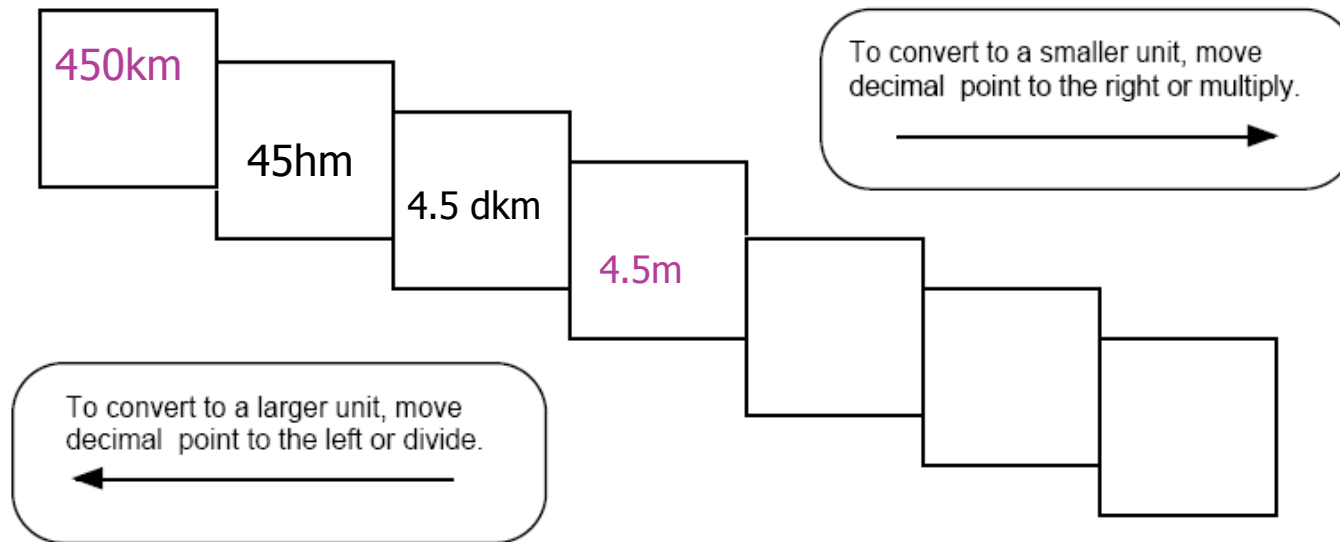 450km
45hm
4.5 dkm
4.5m
To convert to a smaller unit, move
decimal  point to the right or multiply.
To convert to a larger unit, move
decimal  point to the left or divide.